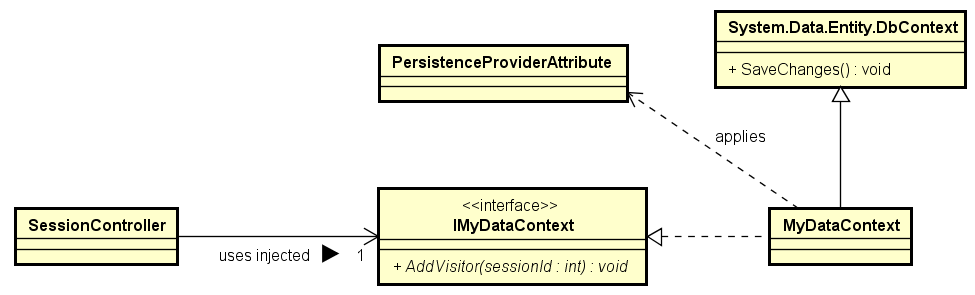 System.Data.Entity.DbContext
+ SaveChanges() : void
PersistenceProviderAttribute
applies
SessionController
uses injected
1
<<interface>>
IMyDataContext
+ AddVisitor(sessionId : int) : void
MyDataContext